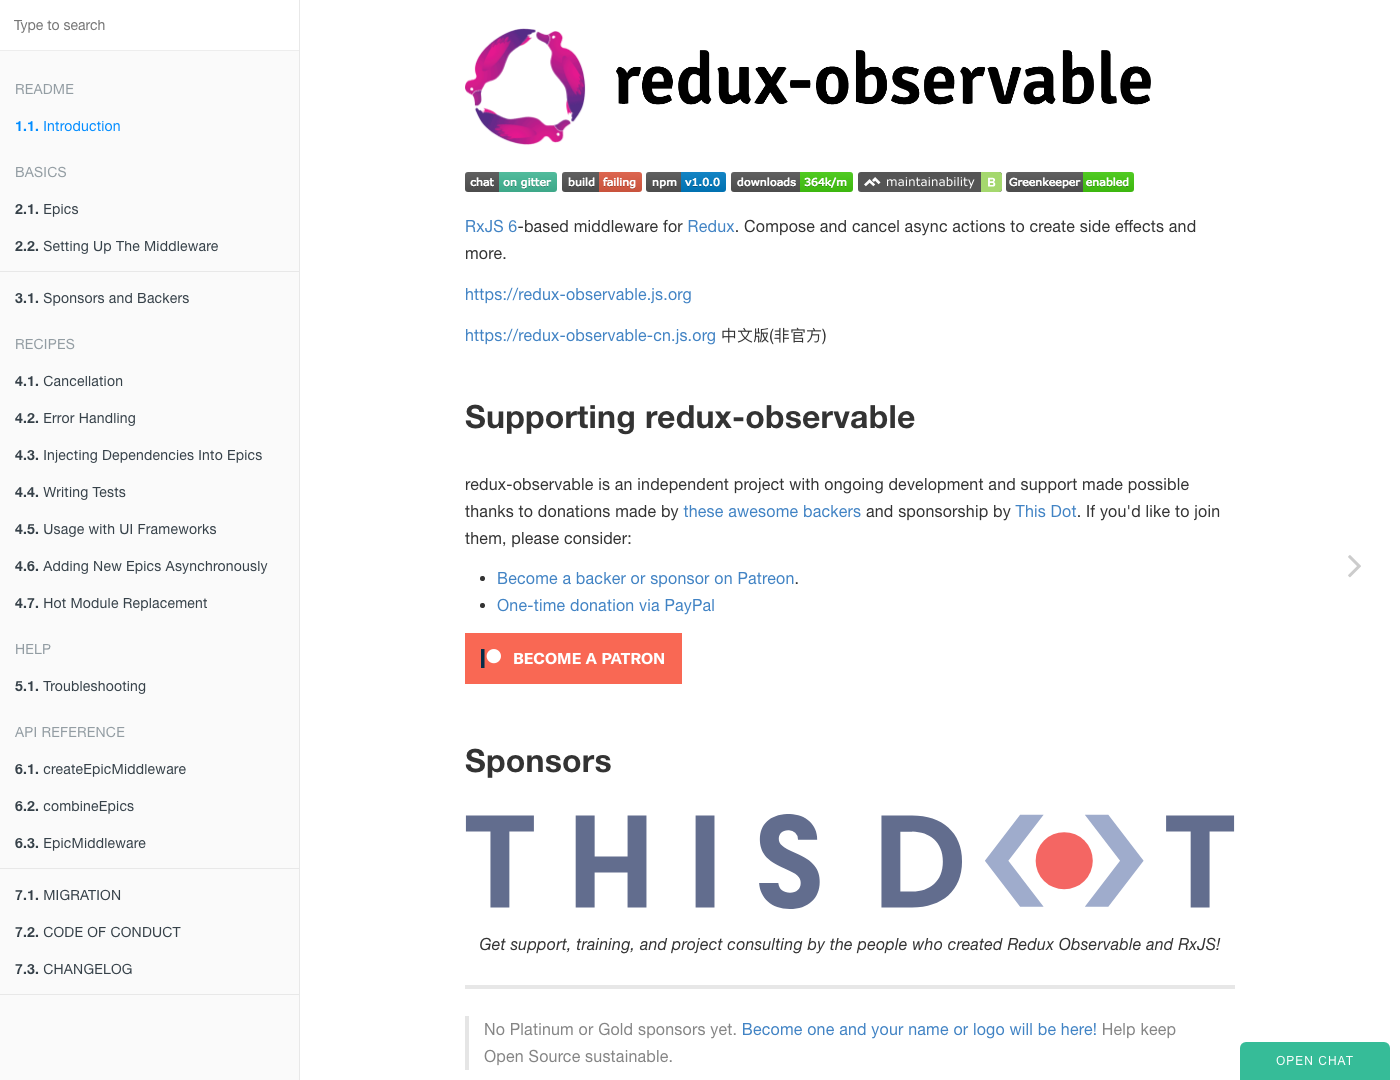 Type to search
README
1.1. Introduction
BASICS
2.1. Epics
2.2. Setting Up The Middleware
3.1. Sponsors and Backers
RECIPES
4.1. Cancellation
4.2. Error Handling
4.3. Injecting Dependencies Into Epics
4.4. Writing Tests
4.5. Usage with UI Frameworks
4.6. Adding New Epics Asynchronously
4.7. Hot Module Replacement
HELP
5.1. Troubleshooting
API REFERENCE
6.1. createEpicMiddleware
6.2. combineEpics
6.3. EpicMiddleware
7.1. MIGRATION
7.2. CODE OF CONDUCT
7.3. CHANGELOG
redux-observable
chat on gitter build failing npm v1.0.0 downloads 364k/m maintainability B Greenkeeper enabled
RxJS 6-based middleware for Redux. Compose and cancel async actions to create side effects and
more.
https://redux-observable.js.org
https://redux-observable-cn.js.org 中文版(非官方)
Supporting redux-observable
redux-observable is an independent project with ongoing development and support made possible
thanks to donations made by these awesome backers and sponsorship by This Dot. If you'd like to join
them, please consider:
• Become a backer or sponsor on Patreon.
• One-time donation via PayPal
BECOME A PATRON
Sponsors
THIS DOT
Get support, training, and project consulting by the people who created Redux Observable and RxJS!
No Platinum or Gold sponsors yet. Become one and your name or logo will be here! Help keep
Open Source sustainable.
OPEN CHAT